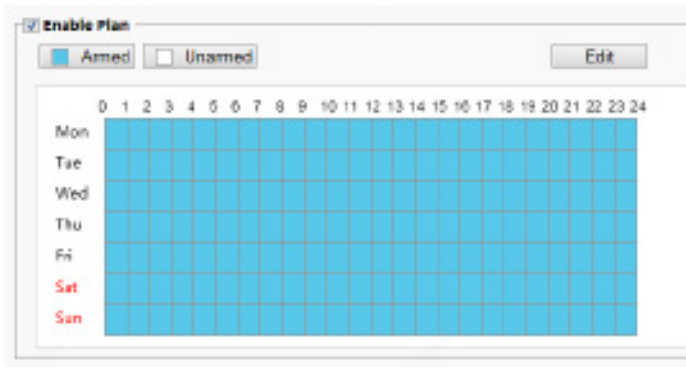 Enable Plan
Armed Unarmed Edit
0 1 2 3 4 5 6 7 8 9 10 11 12 13 14 15 16 17 18 19 20 21 22 23 24
Mon
Tue
Wed
Thu
Fri
Sat
Sun